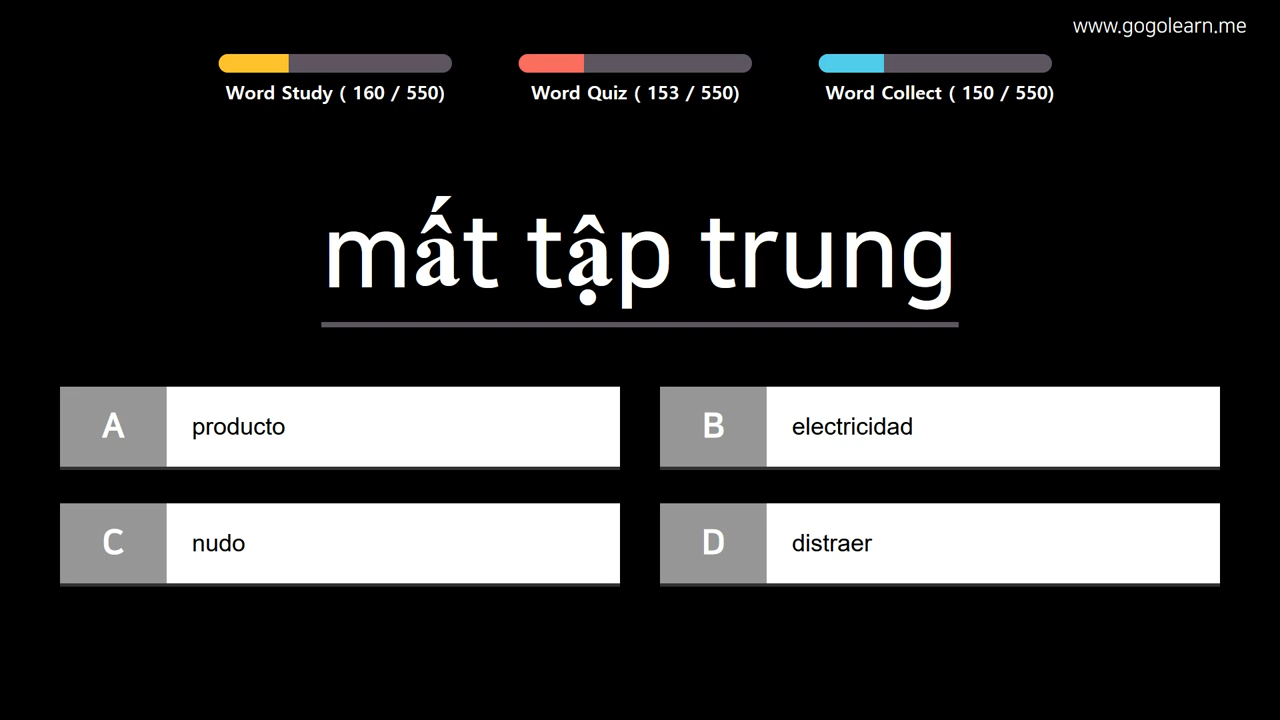 www.gogolearn.me
Word Study ( 160 / 550)
Word Quiz ( 153 / 550)
Word Collect ( 150 / 550)
mất tập trung
A producto
B electricidad
C nudo
D distraer